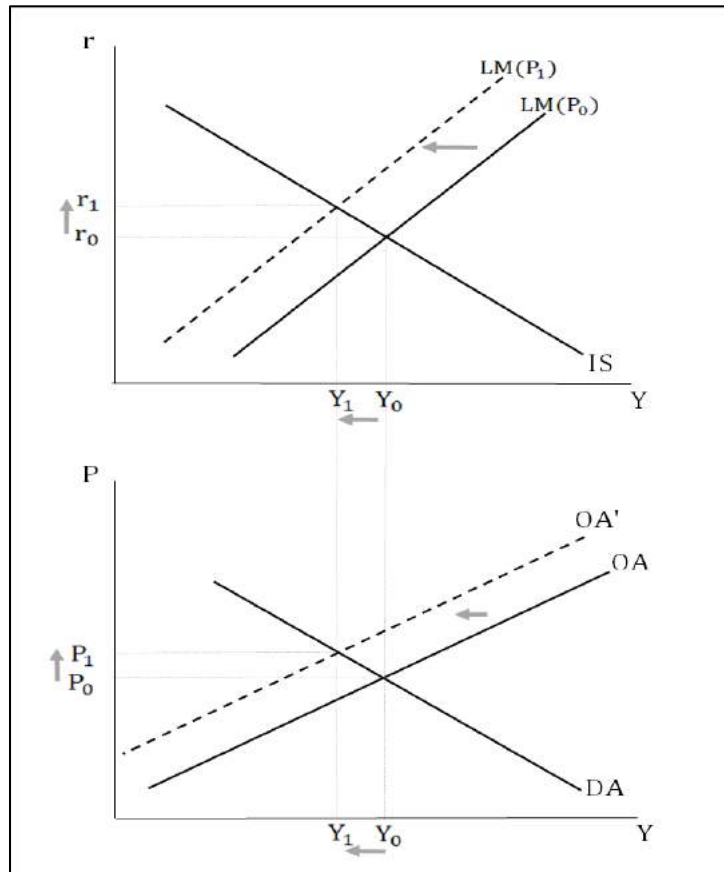 r
LM(P₁)
LM(P₀)
r₁
r₀
IS
Y₁ Y₀ Y
P
OA'
OA
P₁
P₀
DA
Y₁ Y₀ Y